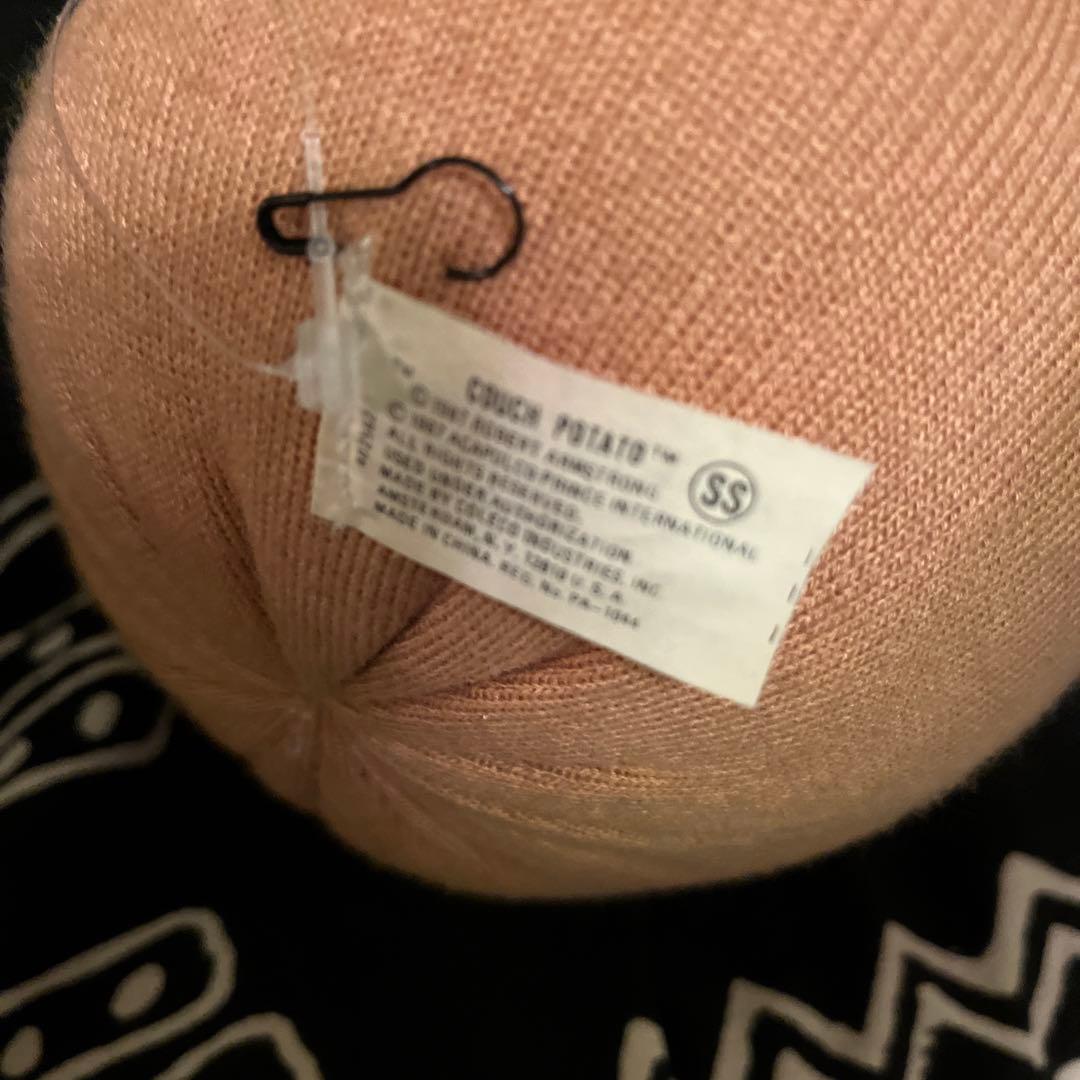 COUCH POTATO™
© 1987 ROBERT ARMSTRONG
© 1987 ACAPULCO PRINCE INTERNATIONAL
ALL RIGHTS RESERVED.
USED UNDER AUTHORIZATION
MADE BY COLECO INDUSTRIES, INC.
AMSTERDAM, N.Y. 12010 U.S.A.
MADE IN CHINA. REG. No. PA-1044
SS